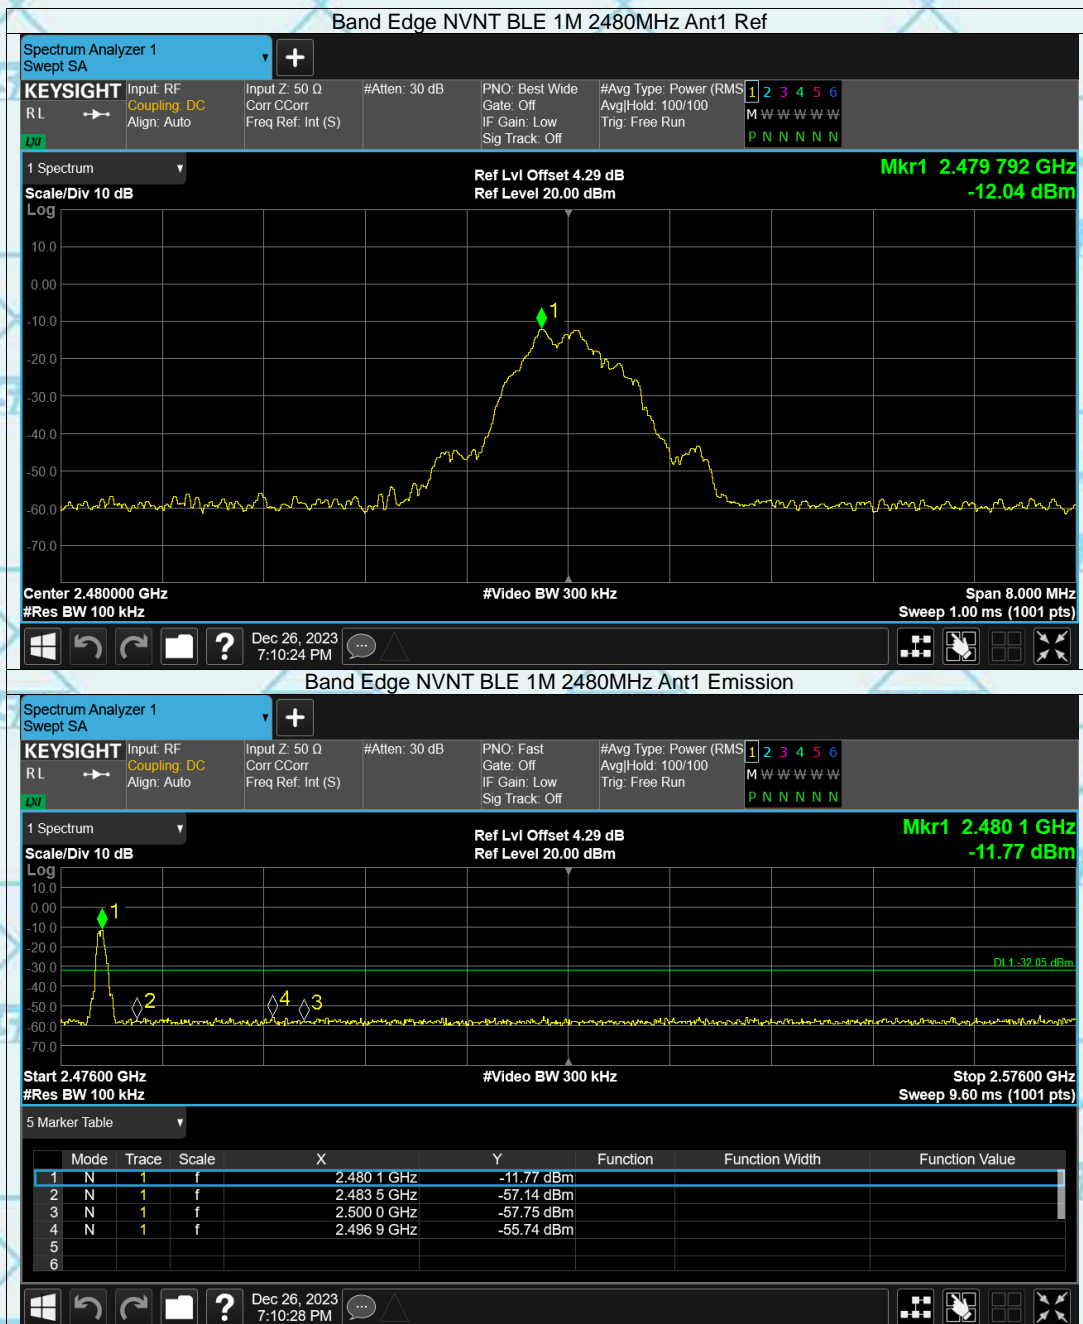 Band Edge NVNT BLE 1M 2480MHz Ant1 Ref
Spectrum Analyzer 1
Swept SA
KEYSIGHT
Input: RF
Input Z: 50 Ω
#Atten: 30 dB
PNO: Best Wide
#Avg Type: Power (RMS
1 2 3 4 5 6
R L
Coupling: DC
Corr CCorr
Gate: Off
Avg|Hold: 100/100
M W W W W W
Align: Auto
Freq Ref: Int (S)
IF Gain: Low
Trig: Free Run
LXI
Sig Track: Off
P N N N N N
1 Spectrum
Ref Lvl Offset 4.29 dB
Mkr1 2.479 792 GHz
Scale/Div 10 dB
Ref Level 20.00 dBm
-12.04 dBm
Log
10.0
0.00
-10.0
-20.0
-30.0
-40.0
-50.0
-60.0
-70.0
1
Center 2.480000 GHz
#Video BW 300 kHz
Span 8.000 MHz
#Res BW 100 kHz
Sweep 1.00 ms (1001 pts)
?
Dec 26, 2023
7:10:24 PM
Band Edge NVNT BLE 1M 2480MHz Ant1 Emission
Spectrum Analyzer 1
Swept SA
KEYSIGHT
Input: RF
Input Z: 50 Ω
#Atten: 30 dB
PNO: Fast
#Avg Type: Power (RMS
1 2 3 4 5 6
R L
Coupling: DC
Corr CCorr
Gate: Off
Avg|Hold: 100/100
M W W W W W
Align: Auto
Freq Ref: Int (S)
IF Gain: Low
Trig: Free Run
LXI
Sig Track: Off
P N N N N N
1 Spectrum
Ref Lvl Offset 4.29 dB
Mkr1 2.480 1 GHz
Scale/Div 10 dB
Ref Level 20.00 dBm
-11.77 dBm
Log
10.0
0.00
-10.0
-20.0
-30.0
-40.0
-50.0
-60.0
-70.0
1
DL1 -32.05 dBm
2
4
3
Start 2.47600 GHz
#Video BW 300 kHz
Stop 2.57600 GHz
#Res BW 100 kHz
Sweep 9.60 ms (1001 pts)
5 Marker Table
Mode Trace Scale X Y Function Function Width Function Value
1 N 1 f 2.480 1 GHz -11.77 dBm
2 N 1 f 2.483 5 GHz -57.14 dBm
3 N 1 f 2.500 0 GHz -57.75 dBm
4 N 1 f 2.496 9 GHz -55.74 dBm
5
6
?
Dec 26, 2023
7:10:28 PM